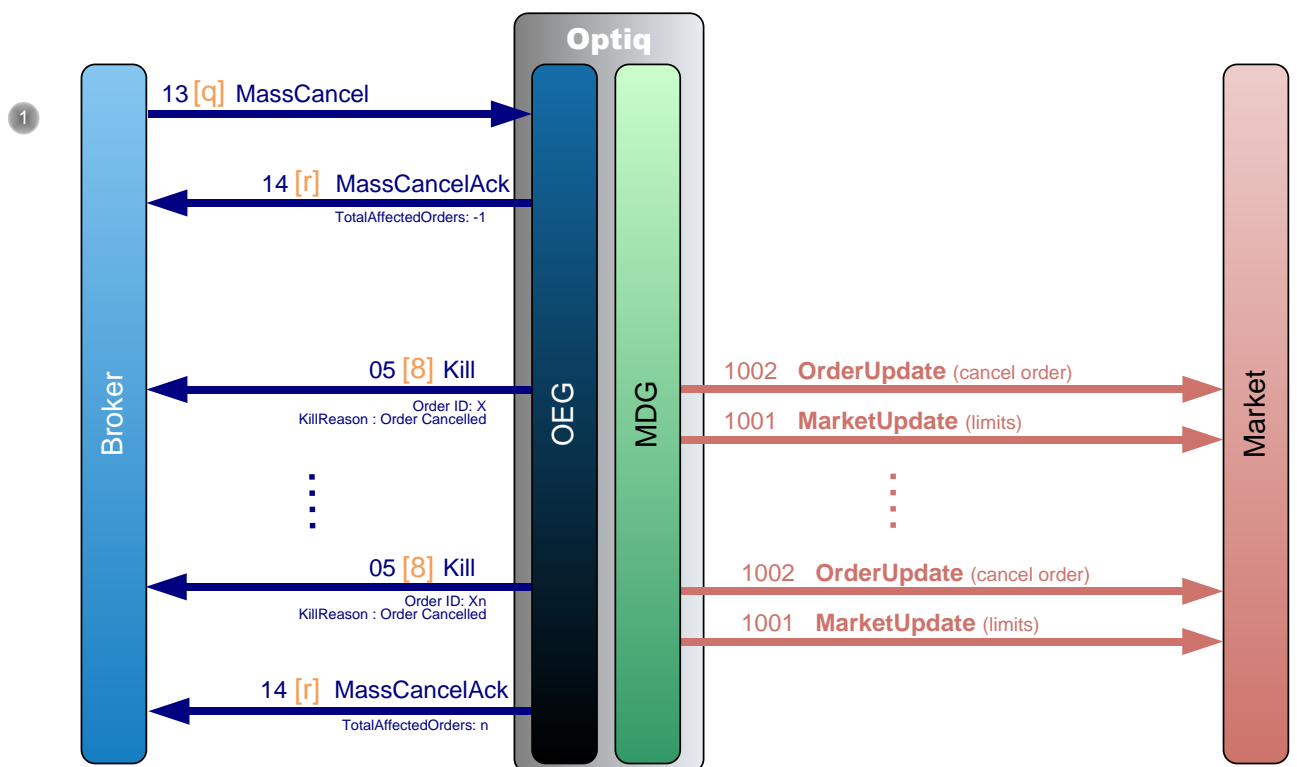 Optiq
1
13 [q] MassCancel
14 [r] MassCancelAck
TotalAffectedOrders: -1
Broker
OEG
MDG
Market
05 [8] Kill
Order ID: X
KillReason : Order Cancelled
1002 OrderUpdate (cancel order)
1001 MarketUpdate (limits)
05 [8] Kill
Order ID: Xn
KillReason : Order Cancelled
1002 OrderUpdate (cancel order)
1001 MarketUpdate (limits)
14 [r] MassCancelAck
TotalAffectedOrders: n